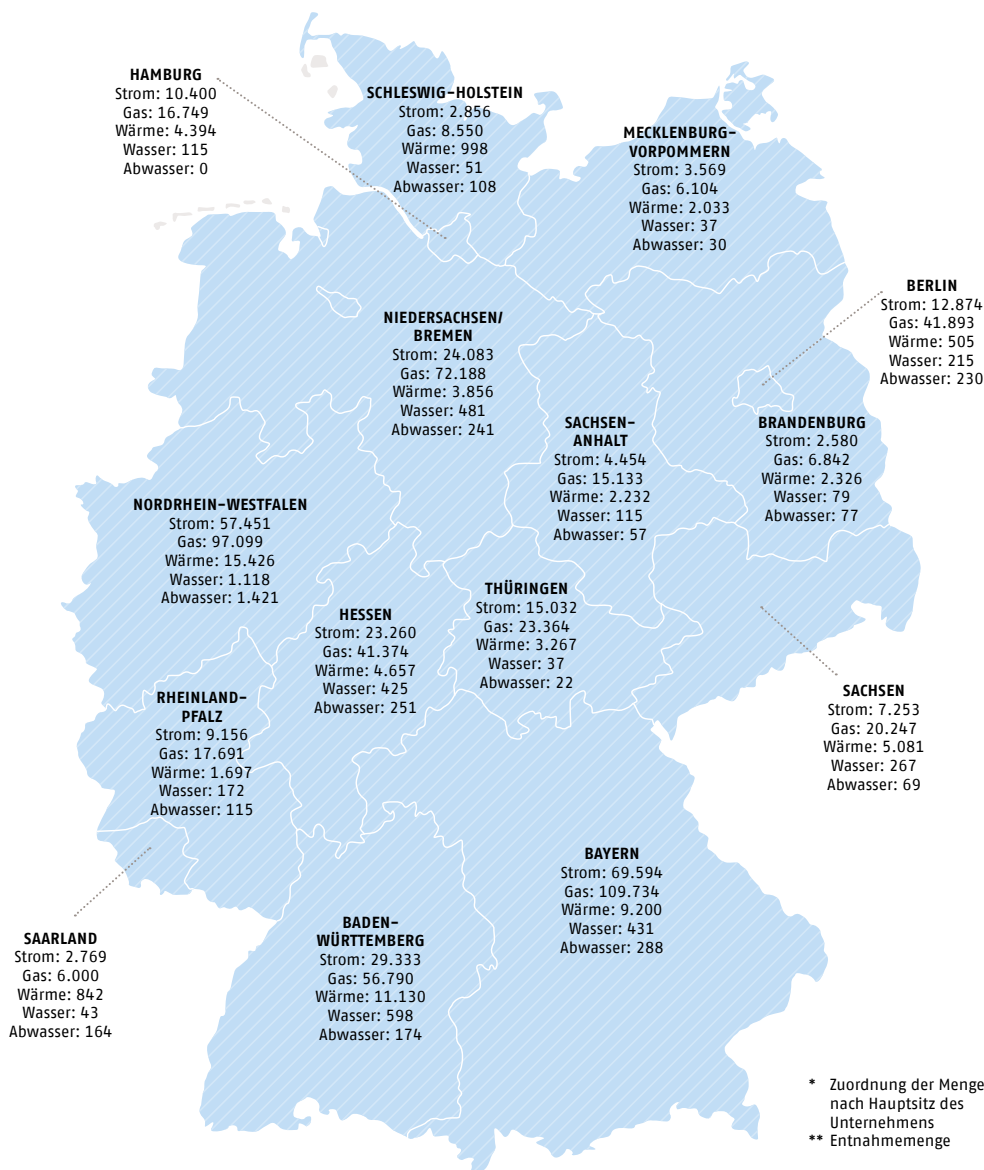 HAMBURG
Strom: 10.400
Gas: 16.749
Wärme: 4.394
Wasser: 115
Abwasser: 0
SCHLESWIG-HOLSTEIN
Strom: 2.856
Gas: 8.550
Wärme: 998
Wasser: 51
Abwasser: 108
MECKLENBURG-
VORPOMMERN
Strom: 3.569
Gas: 6.104
Wärme: 2.033
Wasser: 37
Abwasser: 30
BERLIN
Strom: 12.874
Gas: 41.893
Wärme: 505
Wasser: 215
Abwasser: 230
NIEDERSACHSEN/
BREMEN
Strom: 24.083
Gas: 72.188
Wärme: 3.856
Wasser: 481
Abwasser: 241
SACHSEN-
ANHALT
Strom: 4.454
Gas: 15.133
Wärme: 2.232
Wasser: 115
Abwasser: 57
BRANDENBURG
Strom: 2.580
Gas: 6.842
Wärme: 2.326
Wasser: 79
Abwasser: 77
NORDRHEIN-WESTFALEN
Strom: 57.451
Gas: 97.099
Wärme: 15.426
Wasser: 1.118
Abwasser: 1.421
HESSEN
Strom: 23.260
Gas: 41.374
Wärme: 4.657
Wasser: 425
Abwasser: 251
THÜRINGEN
Strom: 15.032
Gas: 23.364
Wärme: 3.267
Wasser: 37
Abwasser: 22
SACHSEN
Strom: 7.253
Gas: 20.247
Wärme: 5.081
Wasser: 267
Abwasser: 69
RHEINLAND-
PFALZ
Strom: 9.156
Gas: 17.691
Wärme: 1.697
Wasser: 172
Abwasser: 115
SAARLAND
Strom: 2.769
Gas: 6.000
Wärme: 842
Wasser: 43
Abwasser: 164
BADEN-
WÜRTTEMBERG
Strom: 29.333
Gas: 56.790
Wärme: 11.130
Wasser: 598
Abwasser: 174
BAYERN
Strom: 69.594
Gas: 109.734
Wärme: 9.200
Wasser: 431
Abwasser: 288
* Zuordnung der Menge
nach Hauptsitz des
Unternehmens
** Entnahmemenge